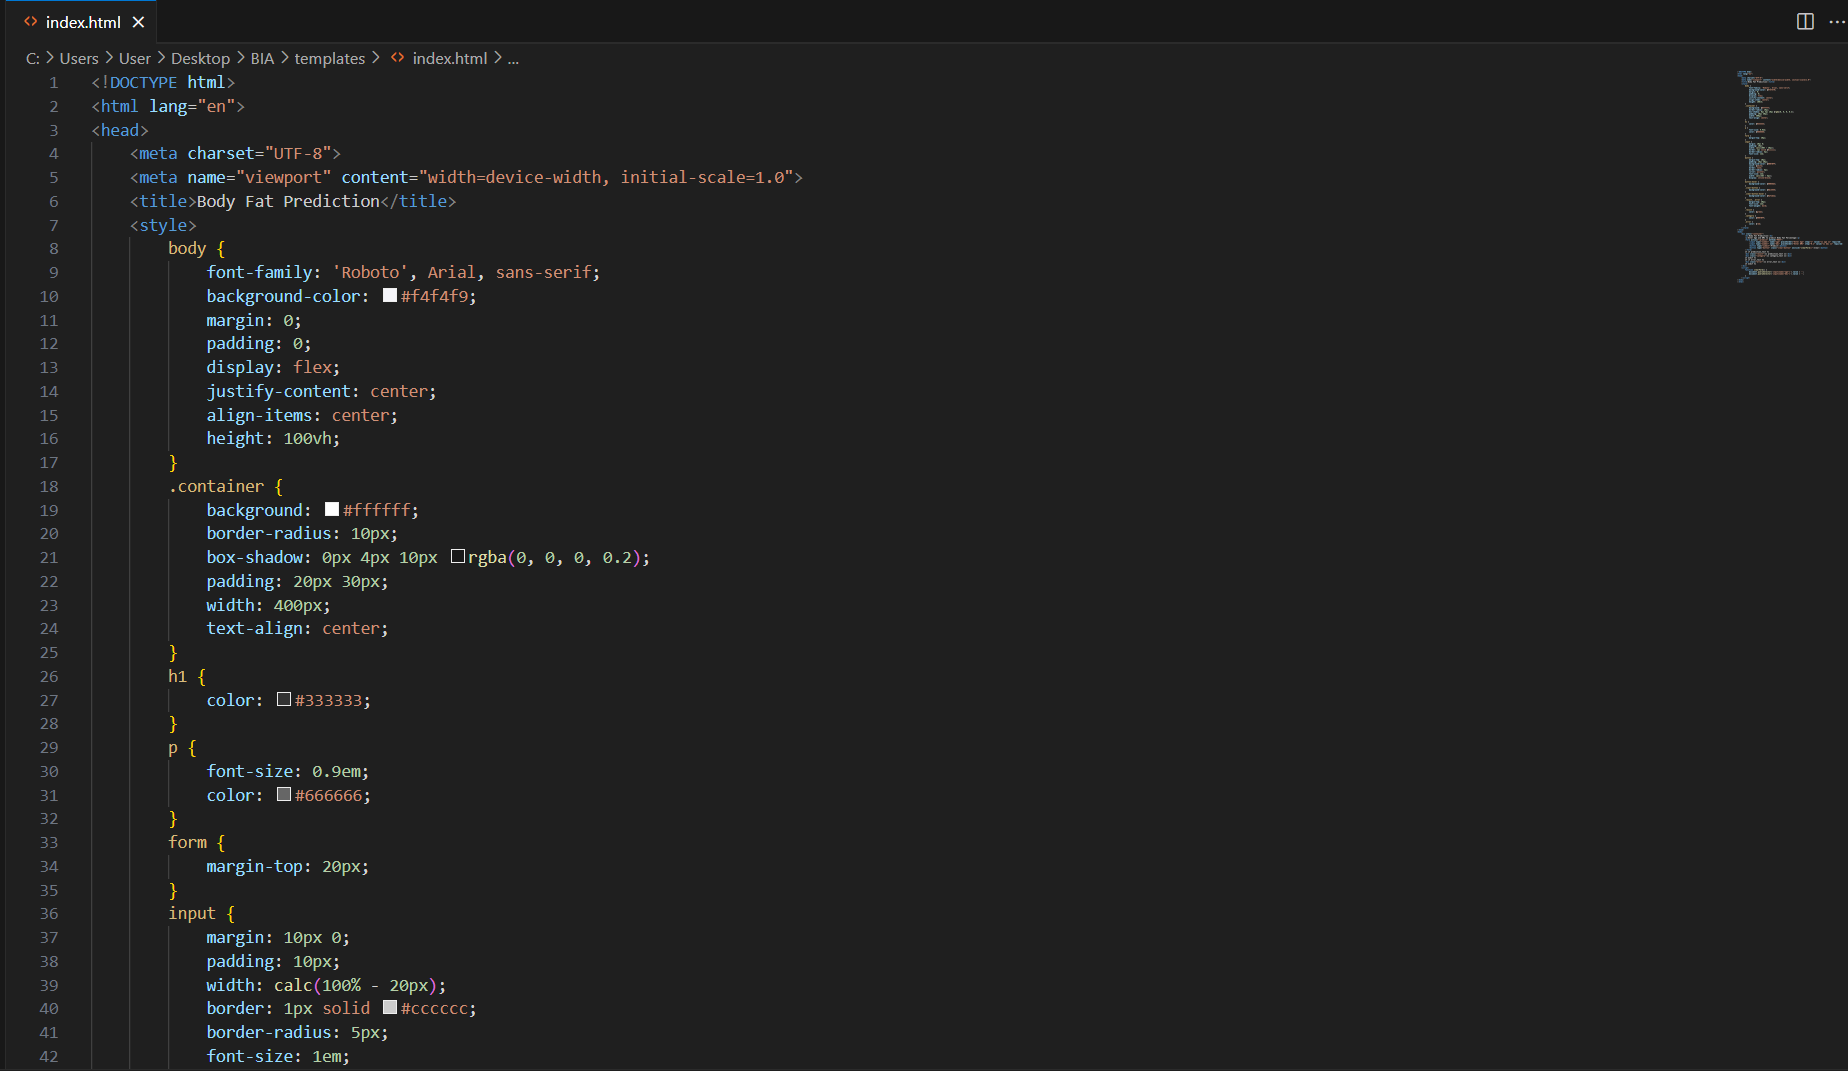 index.html
C: > Users > User > Desktop > BIA > templates > index.html > ...
1 <!DOCTYPE html>
2 <html lang="en">
3 <head>
4     <meta charset="UTF-8">
5     <meta name="viewport" content="width=device-width, initial-scale=1.0">
6     <title>Body Fat Prediction</title>
7     <style>
8         body {
9             font-family: 'Roboto', Arial, sans-serif;
10             background-color: #f4f4f9;
11             margin: 0;
12             padding: 0;
13             display: flex;
14             justify-content: center;
15             align-items: center;
16             height: 100vh;
17         }
18         .container {
19             background: #ffffff;
20             border-radius: 10px;
21             box-shadow: 0px 4px 10px rgba(0, 0, 0, 0.2);
22             padding: 20px 30px;
23             width: 400px;
24             text-align: center;
25         }
26         h1 {
27             color: #333333;
28         }
29         p {
30             font-size: 0.9em;
31             color: #666666;
32         }
33         form {
34             margin-top: 20px;
35         }
36         input {
37             margin: 10px 0;
38             padding: 10px;
39             width: calc(100% - 20px);
40             border: 1px solid #cccccc;
41             border-radius: 5px;
42             font-size: 1em;